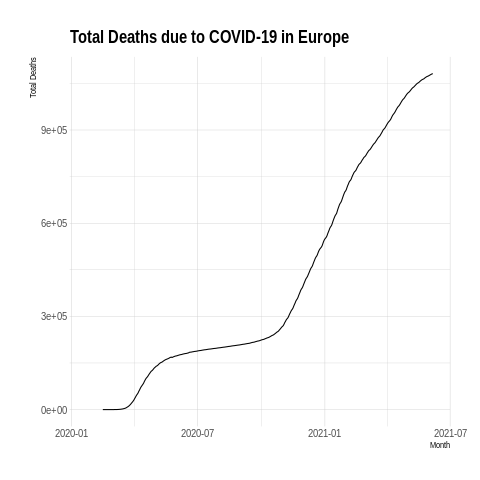 Total Deaths due to COVID-19 in Europe
Total Deaths
9e+05
6e+05
3e+05
0e+00
2020-01 2020-07 2021-01 2021-07
Month